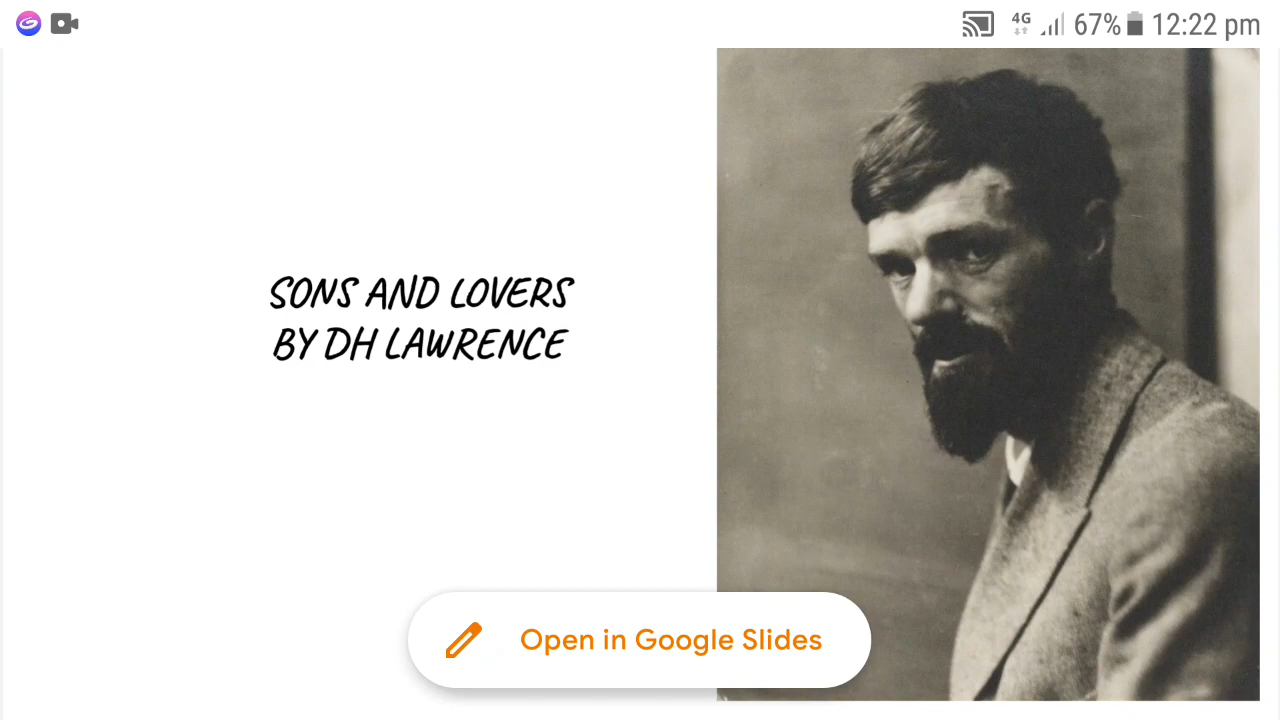 4G 67% 12:22 pm
SONS AND LOVERS
BY DH LAWRENCE
Open in Google Slides